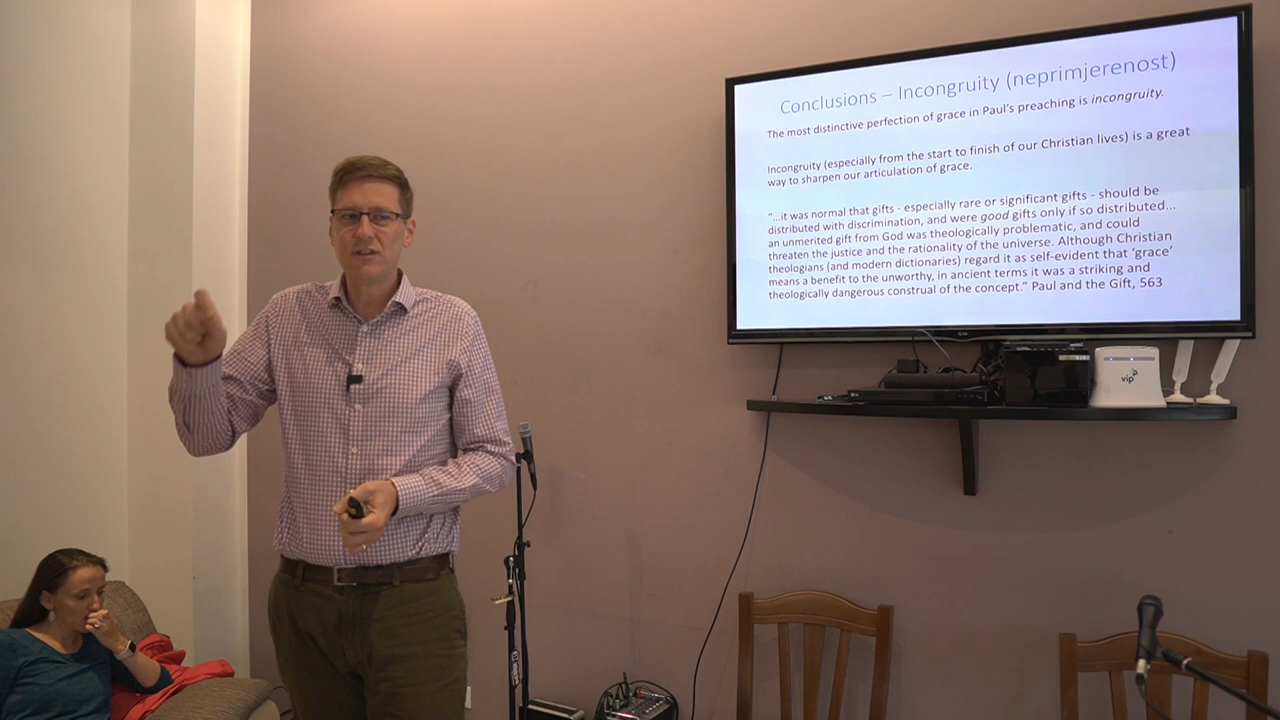 Conclusions – Incongruity (neprimjerenost)
The most distinctive perfection of grace in Paul's preaching is incongruity.
Incongruity (especially from the start to finish of our Christian lives) is a great
way to sharpen our articulation of grace.
"...it was normal that gifts - especially rare or significant gifts - should be
distributed with discrimination, and were good gifts only if so distributed...
an unmerited gift from God was theologically problematic, and could
threaten the justice and the rationality of the universe. Although Christian
theologians (and modern dictionaries) regard it as self-evident that 'grace'
means a benefit to the unworthy, in ancient terms it was a striking and
theologically dangerous construal of the concept." Paul and the Gift, 563
vip